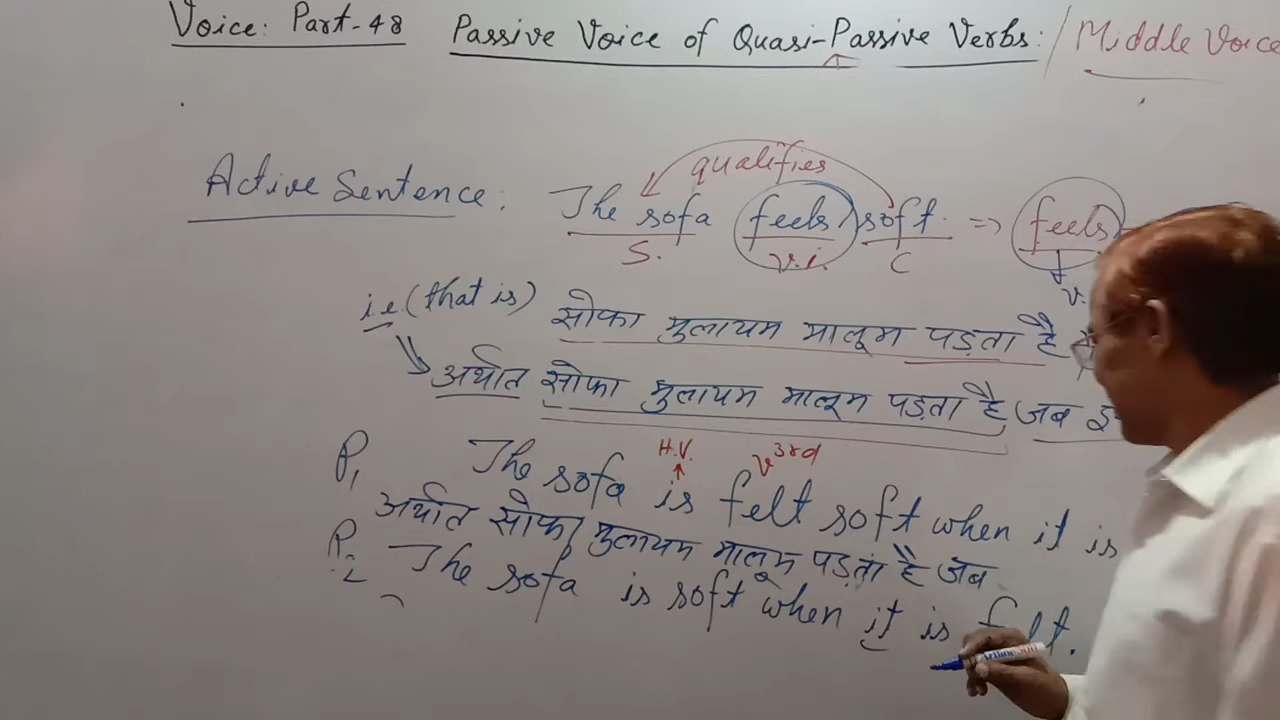 Voice: Part-48 Passive Voice of Quasi-Passive Verbs: / Middle Voice
qualifies
Active Sentence: The sofa feels soft. => feels
S. v.i. C v.
i.e (that is) सोफा मुलायम मालूम पड़ता है
अर्थात सोफा मुलायम मालूम पड़ता है जब
H.V. v 3rd
P1 The sofa is felt soft when it is
अर्थात सोफा मुलायम मालूम पड़ता है जब
P2 The sofa is soft when it is felt.